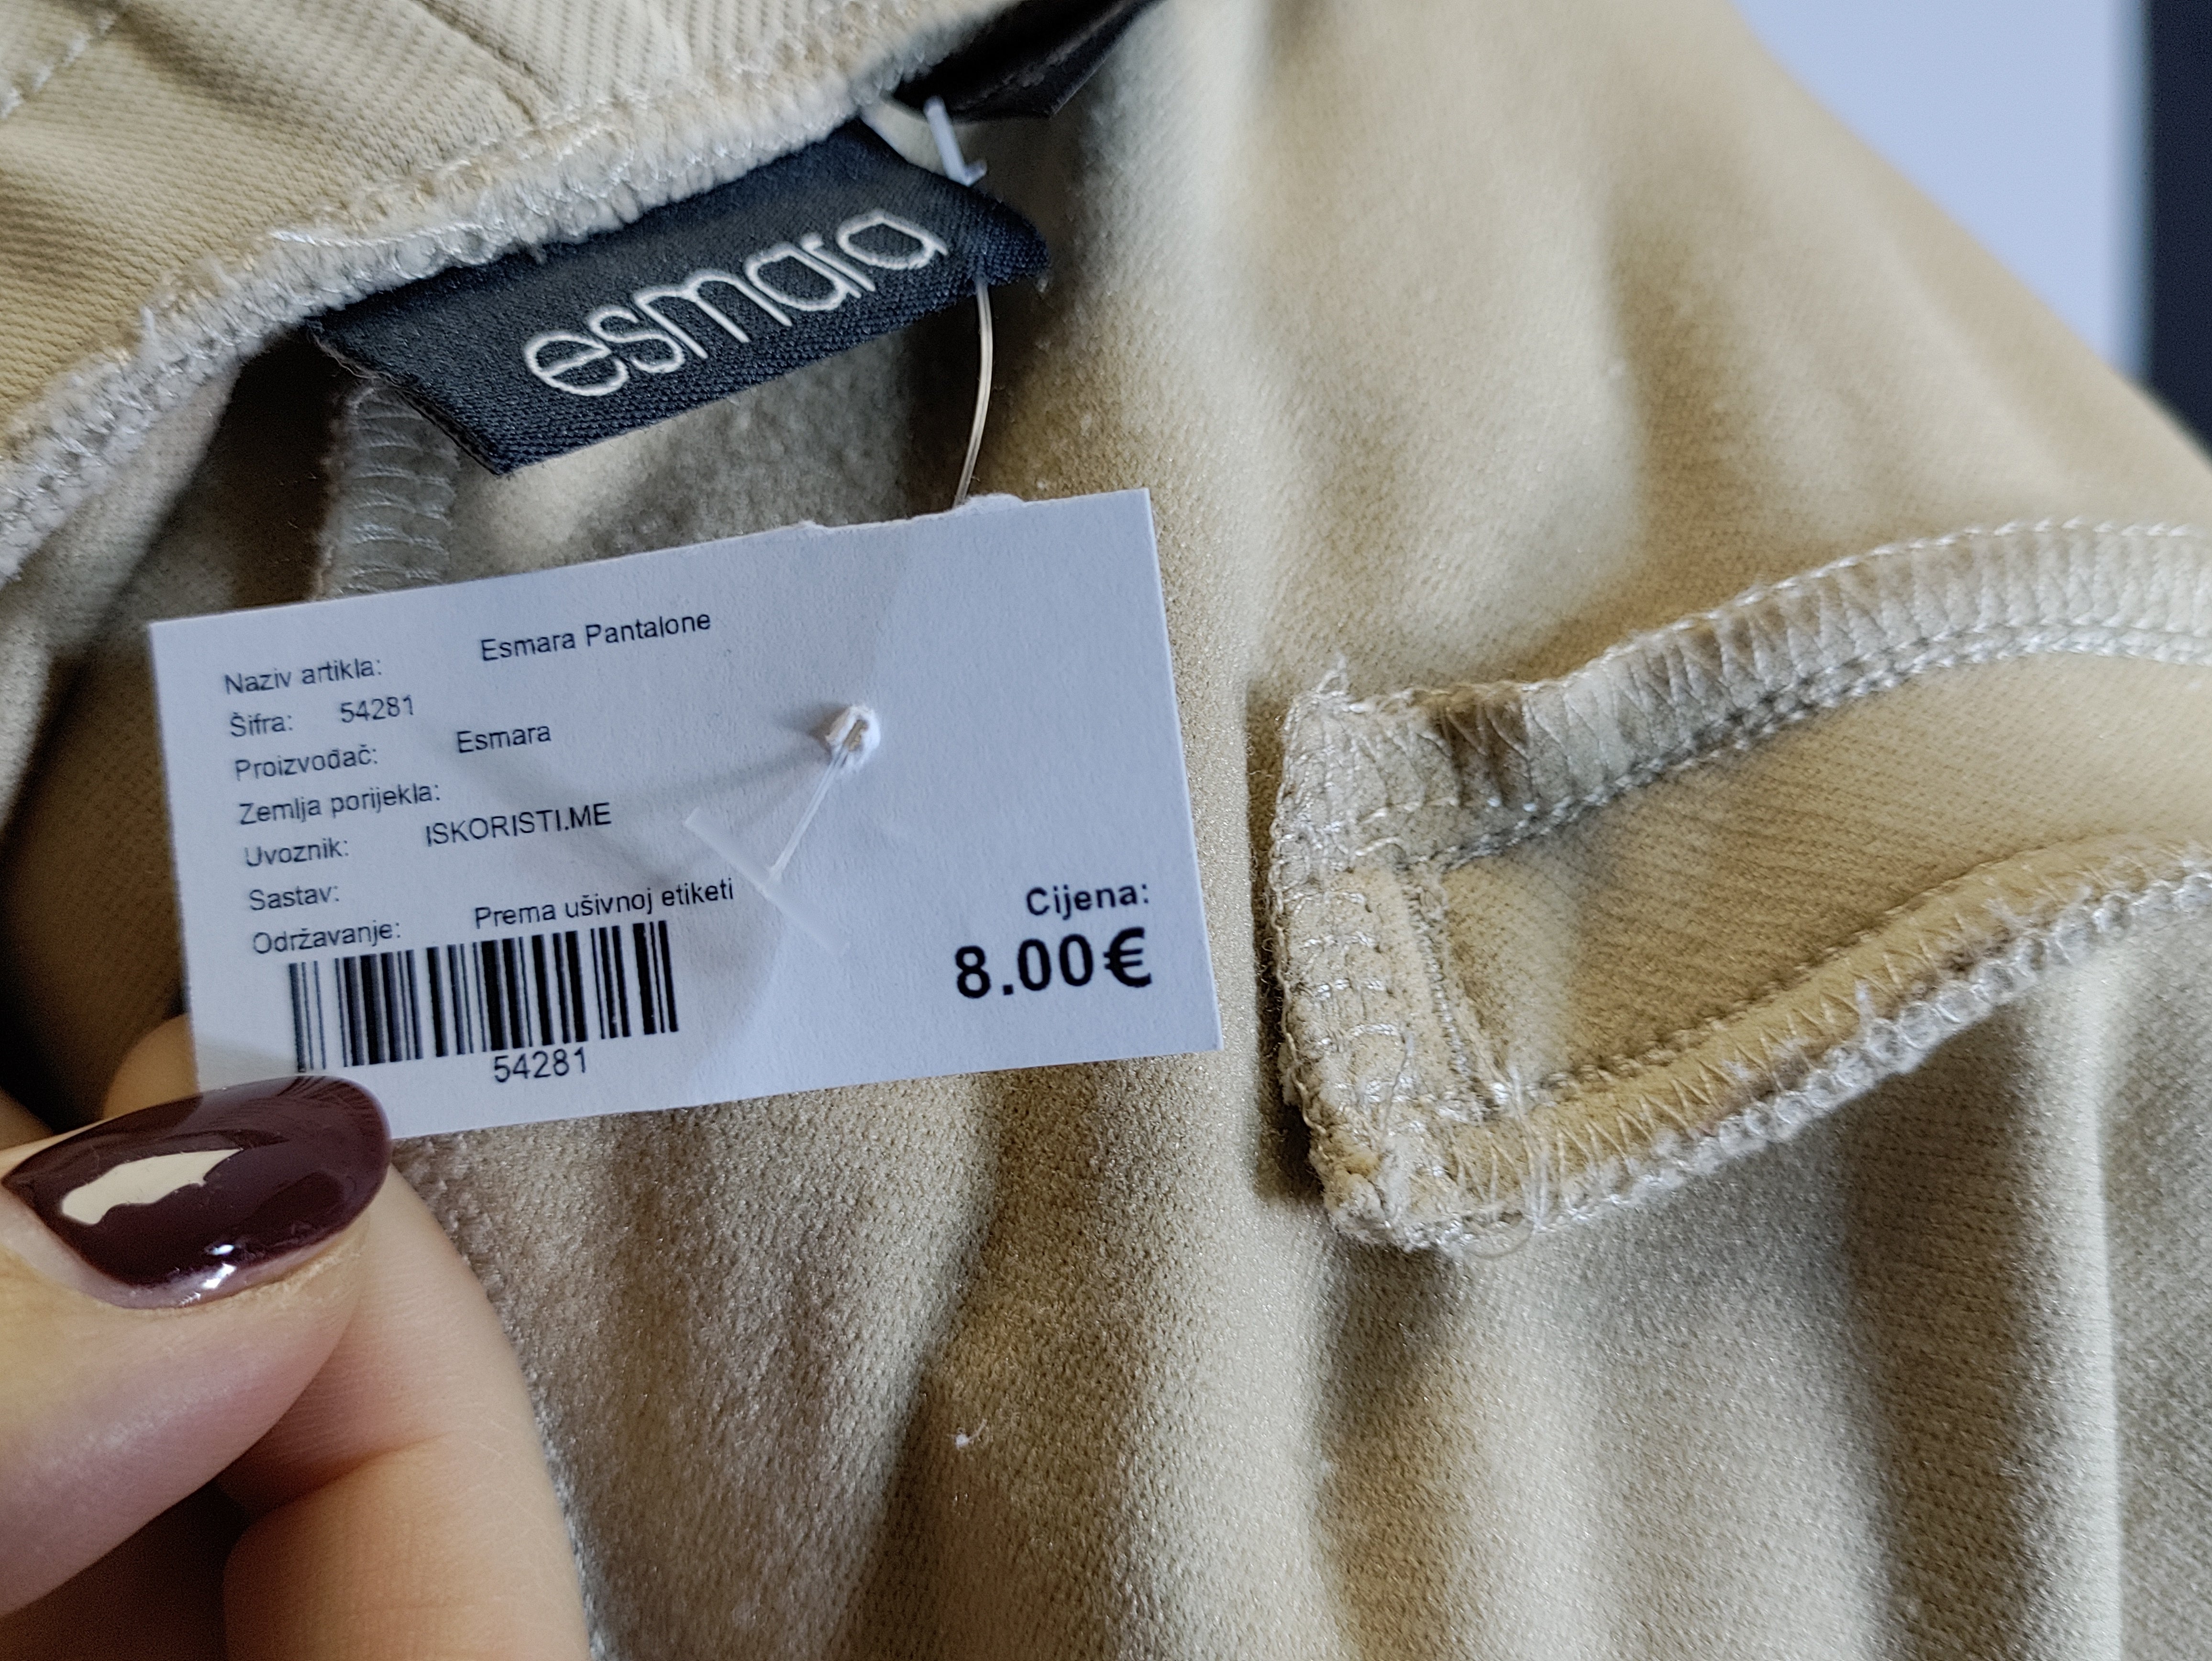 esmara
Naziv artikla: Esmara Pantalone
Šifra: 54281
Proizvođač: Esmara
Zemlja porijekla:
Uvoznik: ISKORISTI.ME
Sastav:
Održavanje: Prema ušivnoj etiketi
54281
Cijena:
8.00€